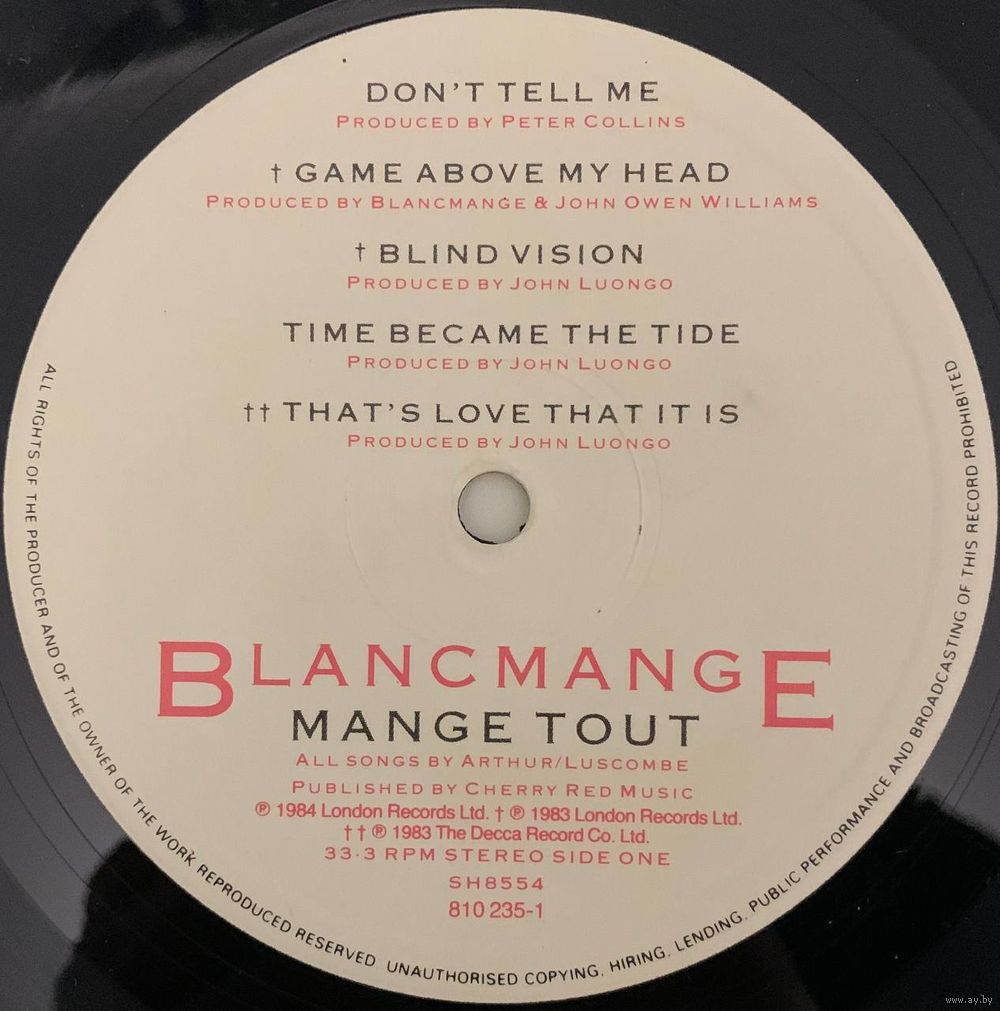 DON'T TELL ME
PRODUCED BY PETER COLLINS
† GAME ABOVE MY HEAD
PRODUCED BY BLANCMANGE & JOHN OWEN WILLIAMS
† BLIND VISION
PRODUCED BY JOHN LUONGO
TIME BECAME THE TIDE
PRODUCED BY JOHN LUONGO
†† THAT'S LOVE THAT IT IS
PRODUCED BY JOHN LUONGO
BLANCMANGE
MANGE TOUT
ALL SONGS BY ARTHUR/LUSCOMBE
PUBLISHED BY CHERRY RED MUSIC
℗ 1984 London Records Ltd. † ℗ 1983 London Records Ltd.
†† ℗ 1983 The Decca Record Co. Ltd.
33·3 RPM STEREO SIDE ONE
SH8554
810 235-1
ALL RIGHTS OF THE PRODUCER AND OF THE OWNER OF THE WORK REPRODUCED RESERVED UNAUTHORISED COPYING, HIRING, LENDING, PUBLIC PERFORMANCE AND BROADCASTING OF THIS RECORD PROHIBITED
www.ay.by